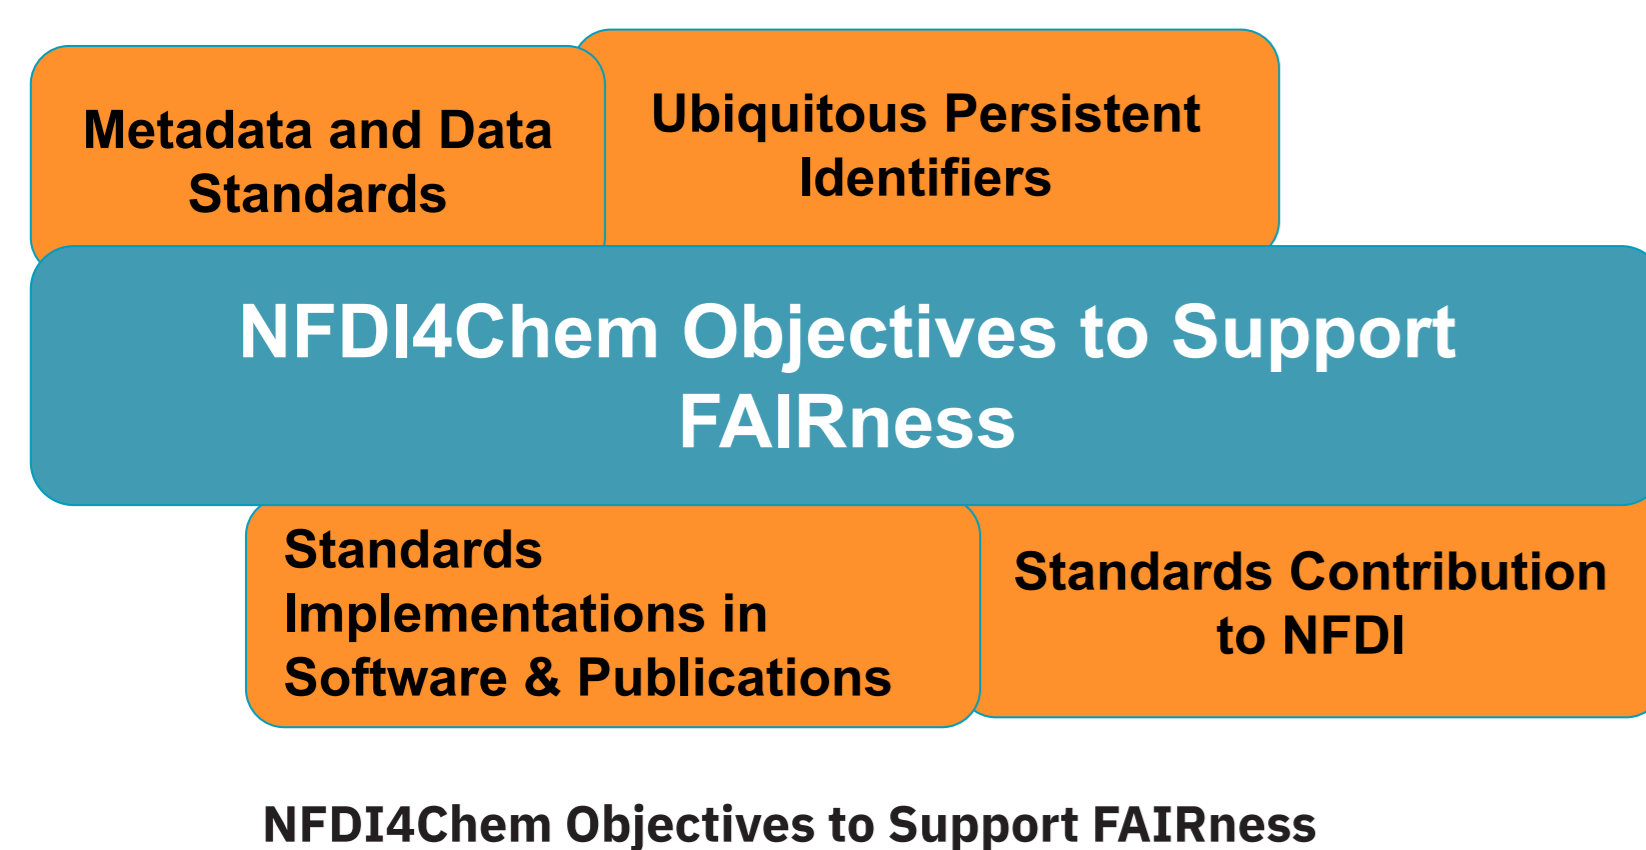 Metadata and Data
Standards
Ubiquitous Persistent
Identifiers
NFDI4Chem Objectives to Support
FAIRness
Standards
Implementations in
Software & Publications
Standards Contribution
to NFDI
NFDI4Chem Objectives to Support FAIRness